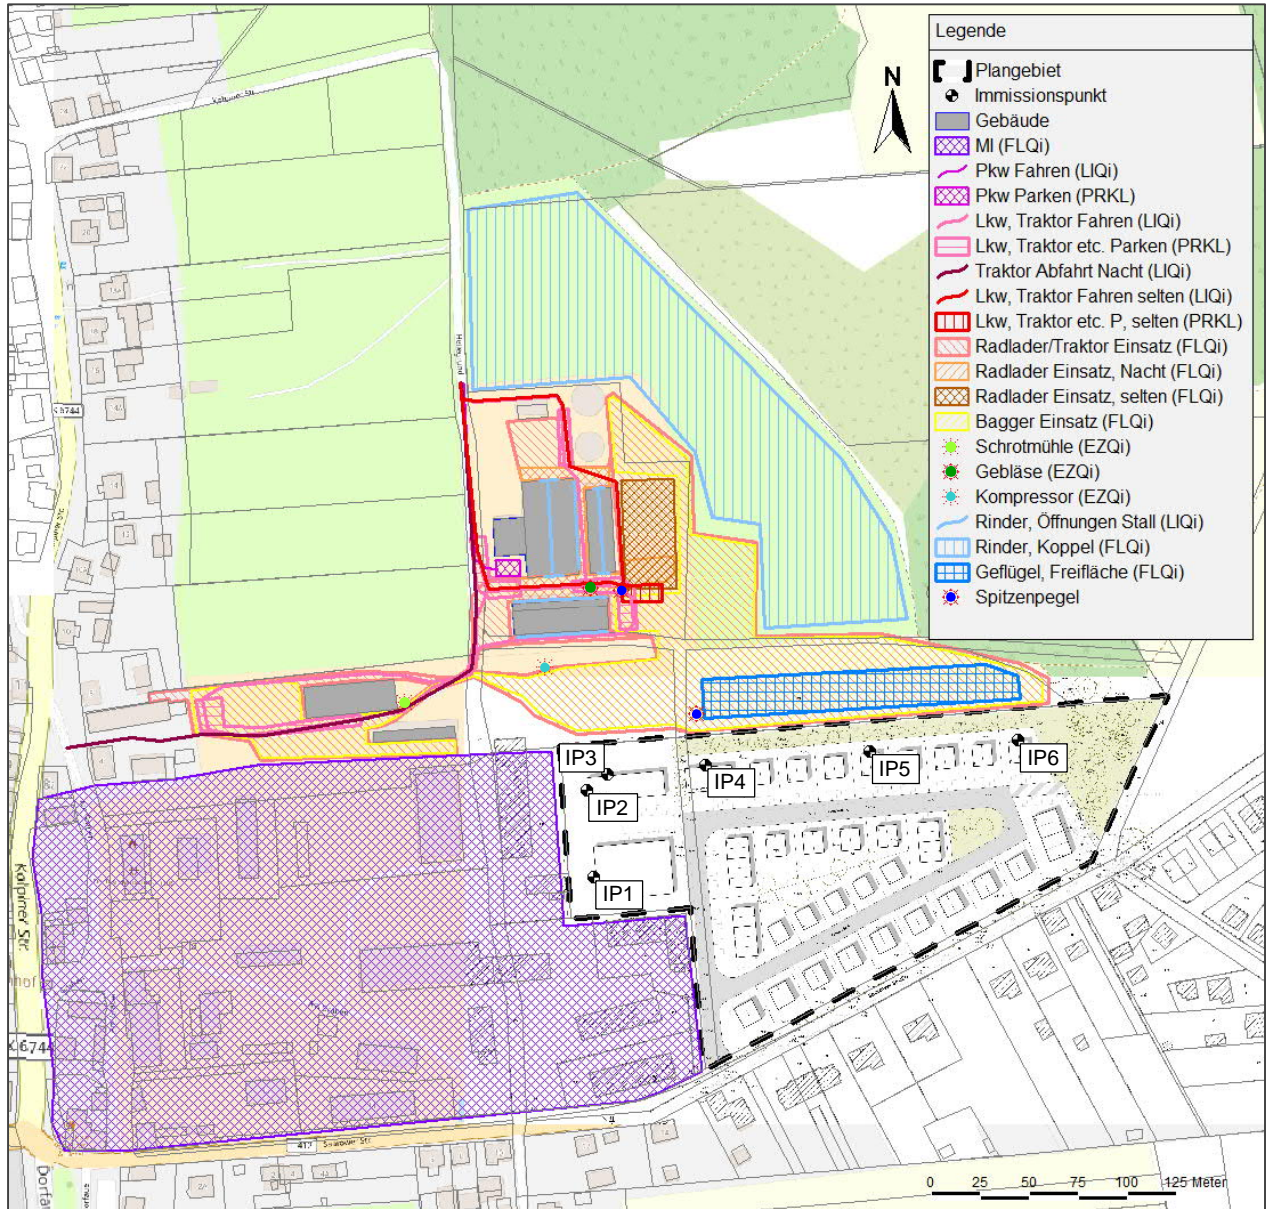 Legende
Plangebiet
Immissionspunkt
Gebäude
MI (FLQi)
Pkw Fahren (LIQi)
Pkw Parken (PRKL)
Lkw, Traktor Fahren (LIQi)
Lkw, Traktor etc. Parken (PRKL)
Traktor Abfahrt Nacht (LIQi)
Lkw, Traktor Fahren selten (LIQi)
Lkw, Traktor etc. P, selten (PRKL)
Radlader/Traktor Einsatz (FLQi)
Radlader Einsatz, Nacht (FLQi)
Radlader Einsatz, selten (FLQi)
Bagger Einsatz (FLQi)
Schrotmühle (EZQi)
Gebläse (EZQi)
Kompressor (EZQi)
Rinder, Öffnungen Stall (LIQi)
Rinder, Koppel (FLQi)
Geflügel, Freifläche (FLQi)
Spitzenpegel
N
IP3
IP2
IP4
IP5
IP6
IP1
Kolpiner Str.
Saarower Str.
0 25 50 75 100 125 Meter